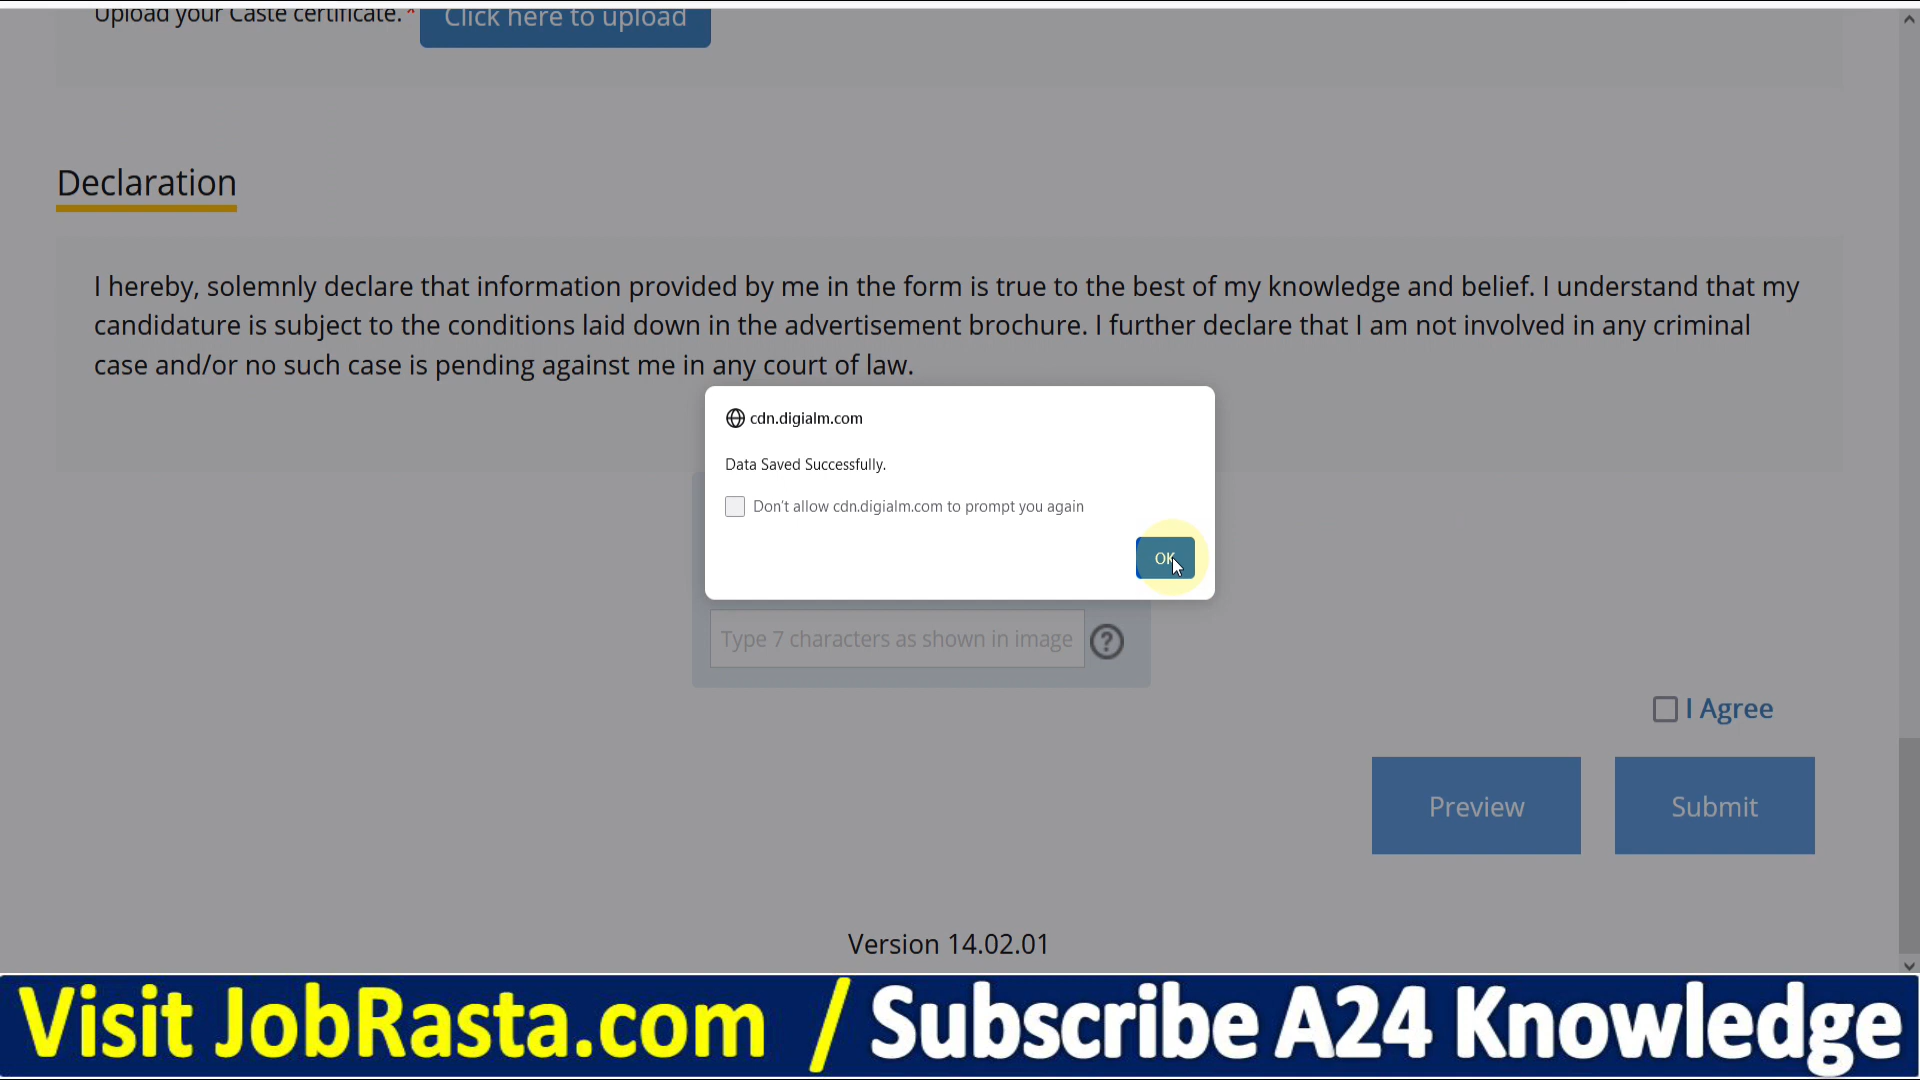 Upload your Caste certificate. * Click here to upload
Declaration
I hereby, solemnly declare that information provided by me in the form is true to the best of my knowledge and belief. I understand that my
candidature is subject to the conditions laid down in the advertisement brochure. I further declare that I am not involved in any criminal
case and/or no such case is pending against me in any court of law.
cdn.digialm.com
Data Saved Successfully.
Don't allow cdn.digialm.com to prompt you again
OK
Type 7 characters as shown in image ?
I Agree
Preview Submit
Version 14.02.01
Visit JobRasta.com / Subscribe A24 Knowledge